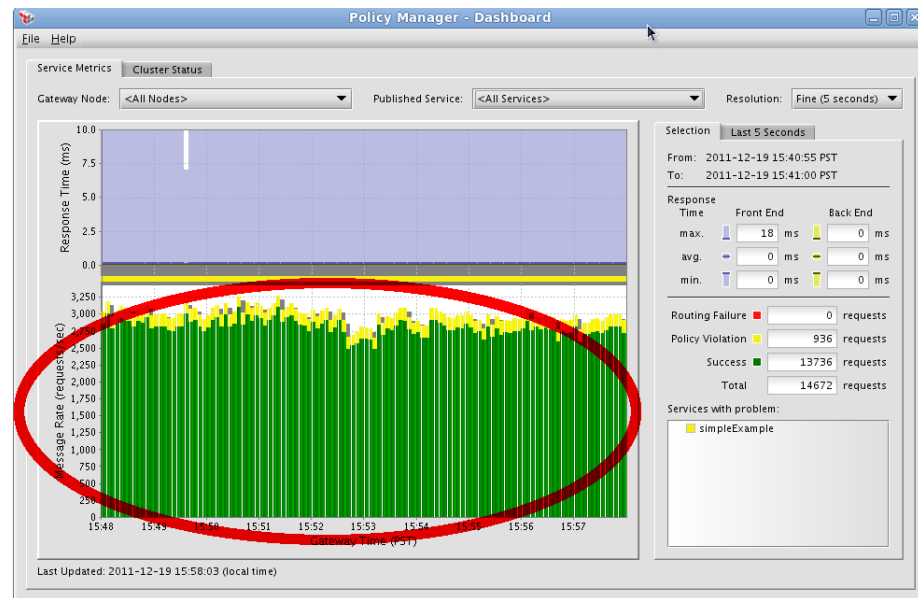 Policy Manager - Dashboard
File Help
Service Metrics Cluster Status
Gateway Node: <All Nodes> Published Service: <All Services> Resolution: Fine (5 seconds)
10.0
7.5
5.0
2.5
0.0
Response Time (ms)
3,250
3,000
2,750
2,500
2,250
2,000
1,750
1,500
1,250
1,000
750
500
250
0
Message Rate (requests/sec)
15:48 15:49 15:50 15:51 15:52 15:53 15:54 15:55 15:56 15:57
Gateway Time (PST)
Selection Last 5 Seconds
From: 2011-12-19 15:40:55 PST
To: 2011-12-19 15:41:00 PST
Response
Time Front End Back End
max. 18 ms 0 ms
avg. 0 ms 0 ms
min. 0 ms 0 ms
Routing Failure 0 requests
Policy Violation 936 requests
Success 13736 requests
Total 14672 requests
Services with problem:
simpleExample
Last Updated: 2011-12-19 15:58:03 (local time)